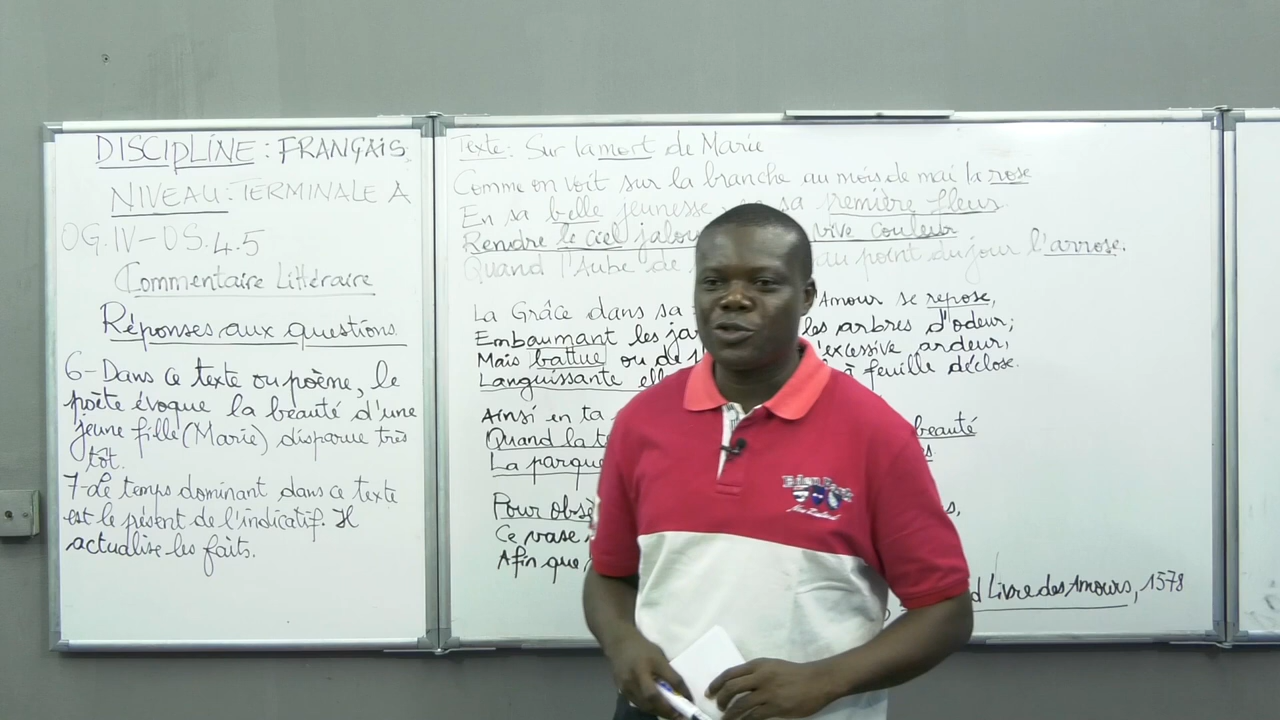 DISCIPLINE : FRANÇAIS
NIVEAU : TERMINALE A
OG.IV-OS.4.5
Commentaire Littéraire
Réponses aux questions
6-Dans ce texte ou poème, le
poète évoque la beauté d'une
jeune fille (Marie) disparue très
tôt.
7-Le temps dominant dans ce texte
est le présent de l'indicatif. Il
actualise les faits.
Texte : Sur la mort de Marie
Comme on voit sur la branche au mois de mai la rose
En sa belle jeunesse, sa remière fleur
Rendre le ciel jalou vive couleur
Quand l'Aube de au point du jour l'arrose.
La Grâce dans sa l'Amour se repose,
Embaumant les jar les arbres d'odeur;
Mais battue ou de l'excessive ardeur,
Languissante elle à feuille déclose.
Ainsi en ta beauté
Quand la te
La parque
Pour obsè
Ce vase
Afin que
d Livre des Amours, 1578